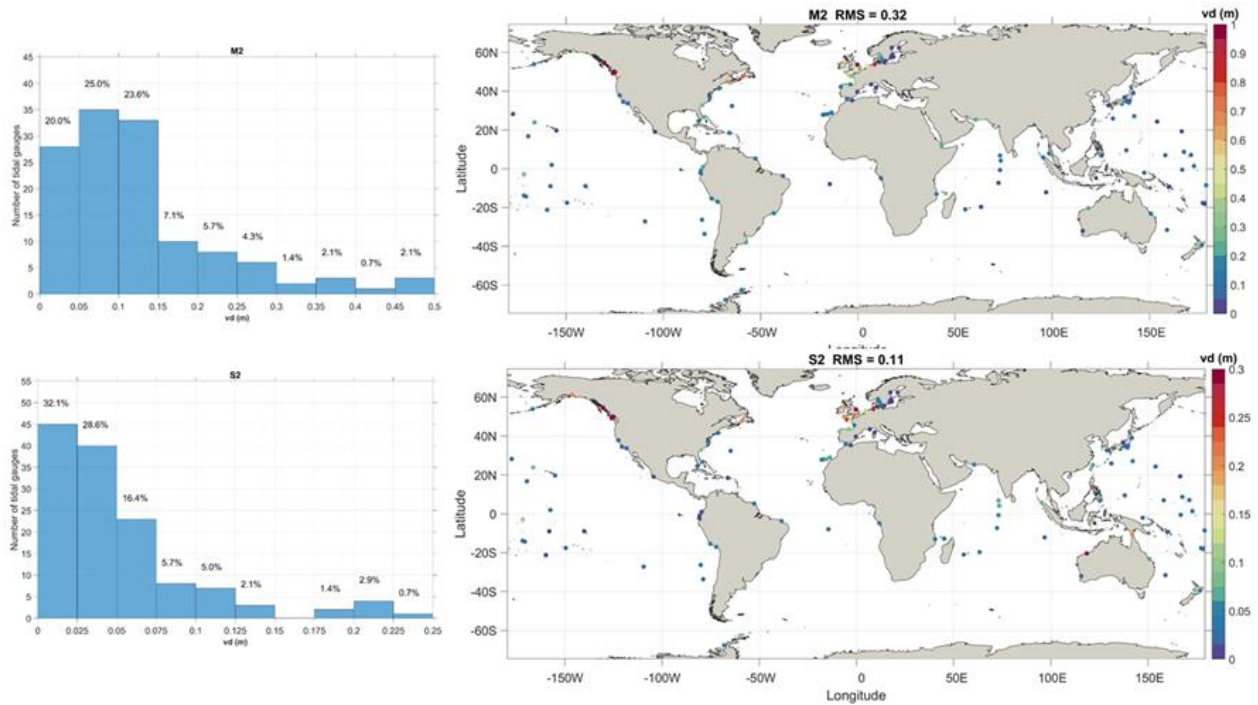 M2
Number of tidal gauges
45
40
35
30
25
20
15
10
5
0
20.0%
25.0%
23.6%
7.1%
5.7%
4.3%
1.4%
2.1%
0.7%
2.1%
0 0.05 0.1 0.15 0.2 0.25 0.3 0.35 0.4 0.45 0.5
vd (m)
M2 RMS = 0.32
vd (m)
Latitude
60N
40N
20N
0
-20S
-40S
-60S
-150W -100W -50W 0 50E 100E 150E
1
0.9
0.8
0.7
0.6
0.5
0.4
0.3
0.2
0.1
0
S2
Number of tidal gauges
55
50
45
40
35
30
25
20
15
10
5
0
32.1%
28.6%
16.4%
5.7%
5.0%
2.1%
1.4%
2.9%
0.7%
0 0.025 0.05 0.075 0.1 0.125 0.15 0.175 0.2 0.225 0.25
vd (m)
S2 RMS = 0.11
vd (m)
Latitude
60N
40N
20N
0
-20S
-40S
-60S
-150W -100W -50W 0 50E 100E 150E
Longitude
0.3
0.25
0.2
0.15
0.1
0.05
0